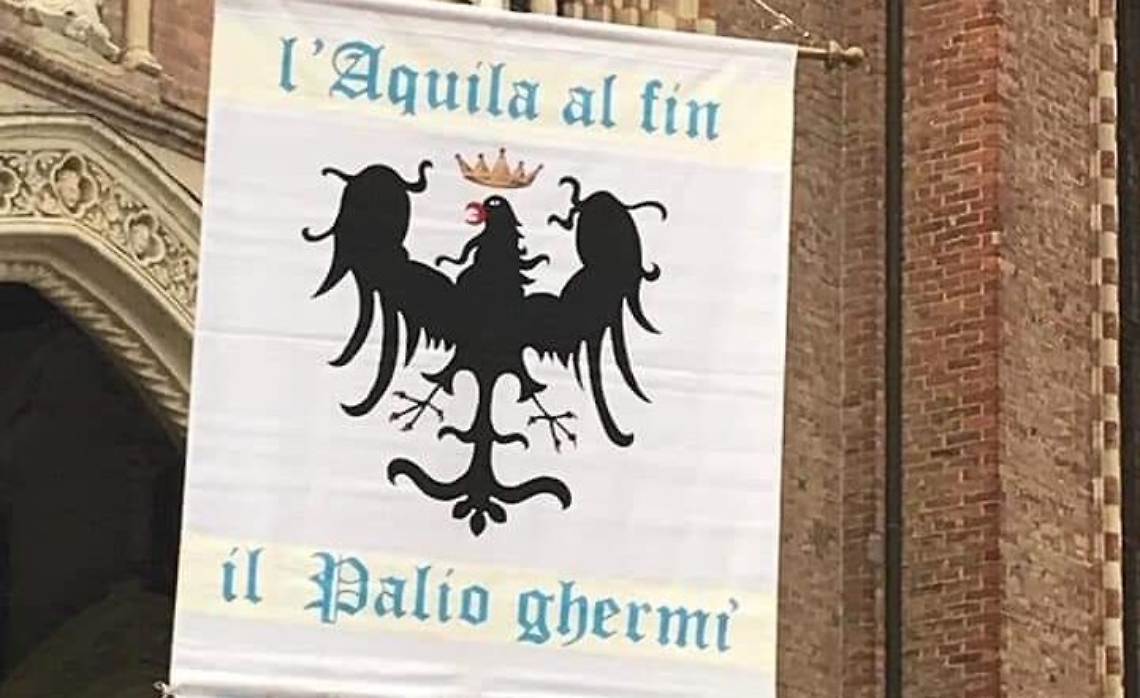 l'Aquila al fin
il Palio ghermì